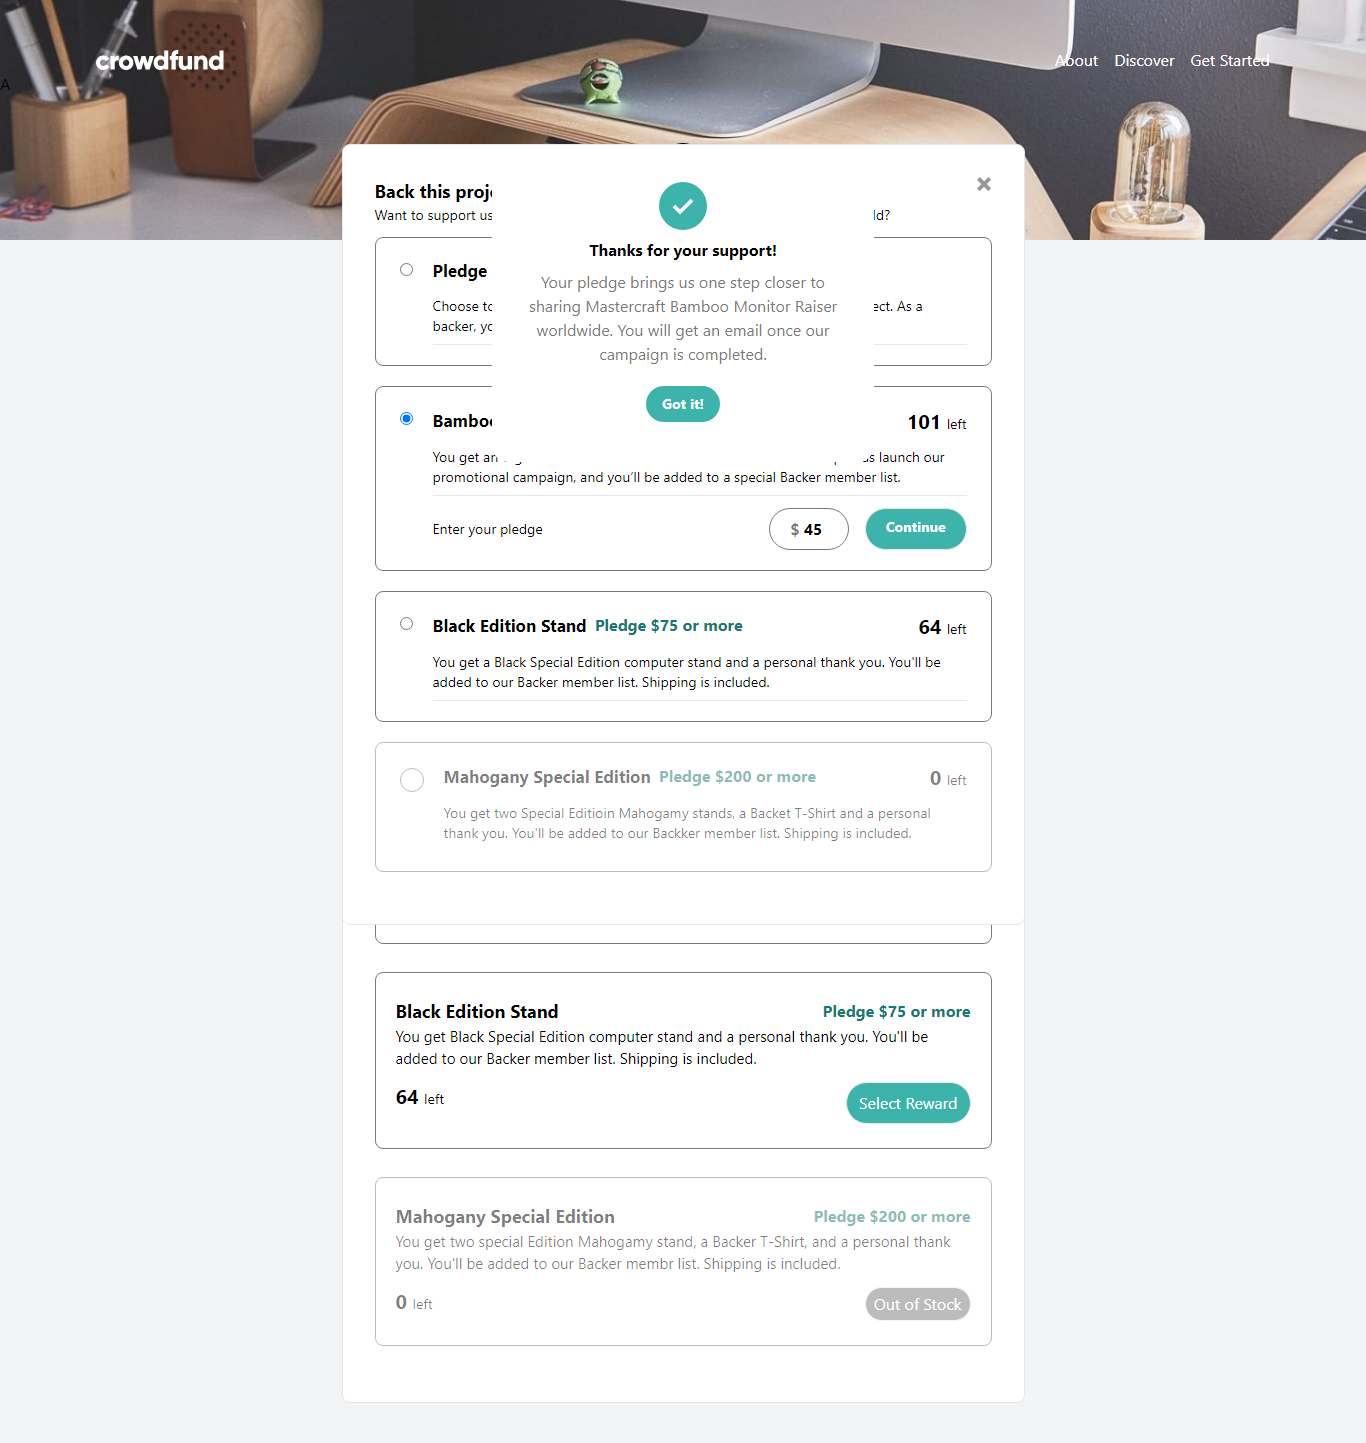 crowdfund
About Discover Get Started
A
Back this proj
Want to support us ld?
Thanks for your support!
Your pledge brings us one step closer to
sharing Mastercraft Bamboo Monitor Raiser
worldwide. You will get an email once our
campaign is completed.
Got it!
Pledge
Choose to ect. As a
backer, yo
Bamboo 101 left
You get an us launch our
promotional campaign, and you’ll be added to a special Backer member list.
Enter your pledge $ 45 Continue
Black Edition Stand Pledge $75 or more 64 left
You get a Black Special Edition computer stand and a personal thank you. You'll be
added to our Backer member list. Shipping is included.
Mahogany Special Edition Pledge $200 or more 0 left
You get two Special Editioin Mahogamy stands, a Backet T-Shirt and a personal
thank you. You'll be added to our Backker member list. Shipping is included.
Black Edition Stand Pledge $75 or more
You get Black Special Edition computer stand and a personal thank you. You'll be
added to our Backer member list. Shipping is included.
64 left Select Reward
Mahogany Special Edition Pledge $200 or more
You get two special Edition Mahogamy stand, a Backer T-Shirt, and a personal thank
you. You'll be added to our Backer membr list. Shipping is included.
0 left Out of Stock